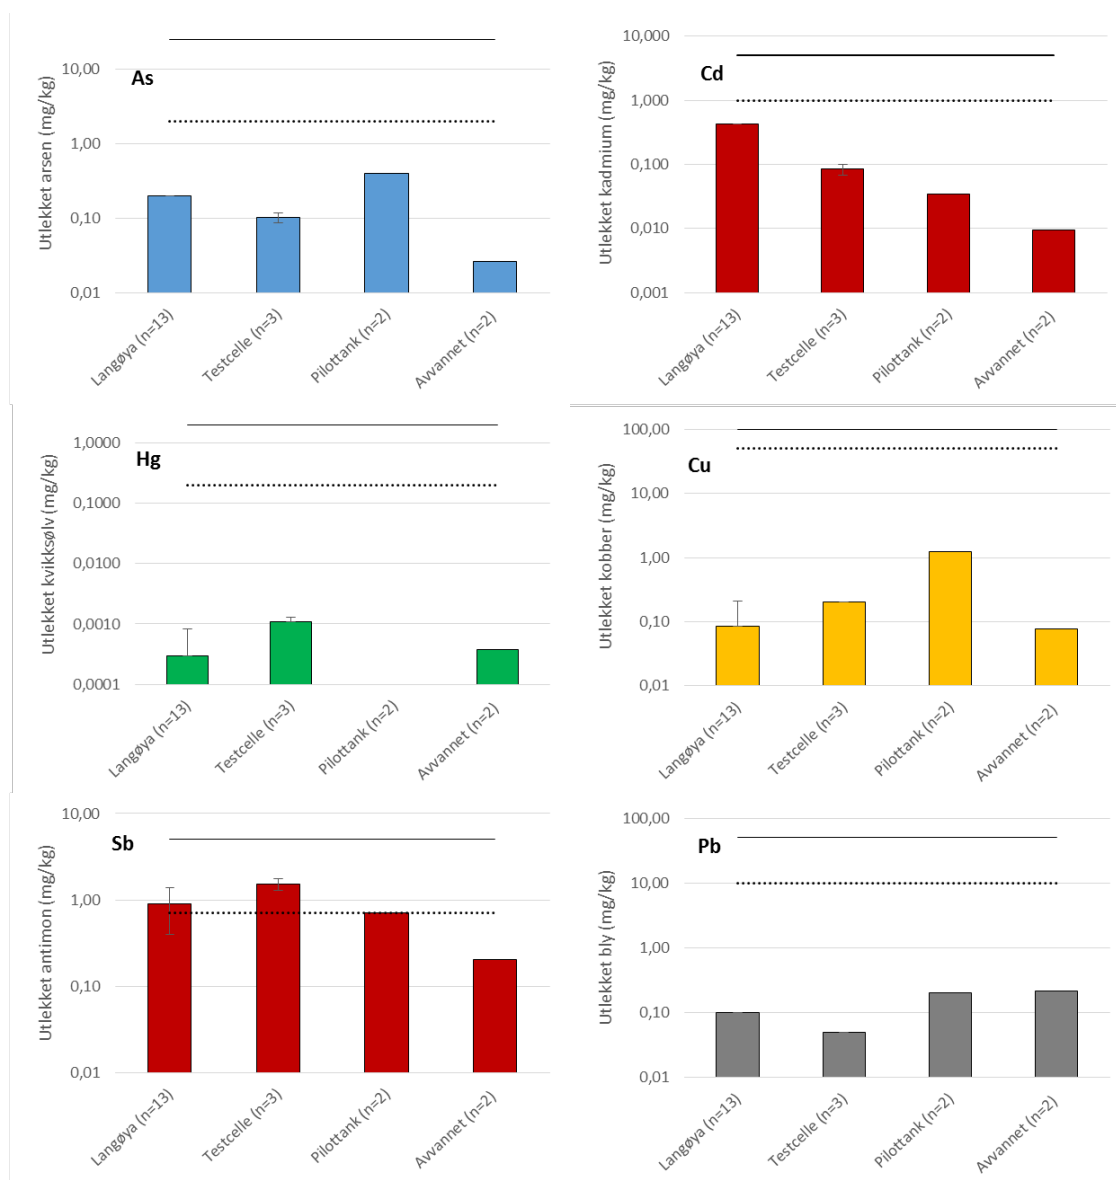 As
Utlekket arsen (mg/kg)
10,00
1,00
0,10
0,01
Langøya (n=13)
Testcelle (n=3)
Pilottank (n=2)
Avvannet (n=2)
Cd
Utlekket kadmium (mg/kg)
10,000
1,000
0,100
0,010
0,001
Langøya (n=13)
Testcelle (n=3)
Pilottank (n=2)
Avvannet (n=2)
Hg
Utlekket kvikksølv (mg/kg)
1,0000
0,1000
0,0100
0,0010
0,0001
Langøya (n=13)
Testcelle (n=3)
Pilottank (n=2)
Avvannet (n=2)
Cu
Utlekket kobber (mg/kg)
100,00
10,00
1,00
0,10
0,01
Langøya (n=13)
Testcelle (n=3)
Pilottank (n=2)
Avvannet (n=2)
Sb
Utlekket antimon (mg/kg)
10,00
1,00
0,10
0,01
Langøya (n=13)
Testcelle (n=3)
Pilottank (n=2)
Avvannet (n=2)
Pb
Utlekket bly (mg/kg)
100,00
10,00
1,00
0,10
0,01
Langøya (n=13)
Testcelle (n=3)
Pilottank (n=2)
Avvannet (n=2)